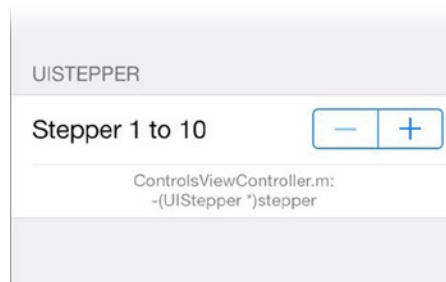 UISTEPPER
Stepper 1 to 10
ControlsViewController.m:
-(UIStepper *)stepper